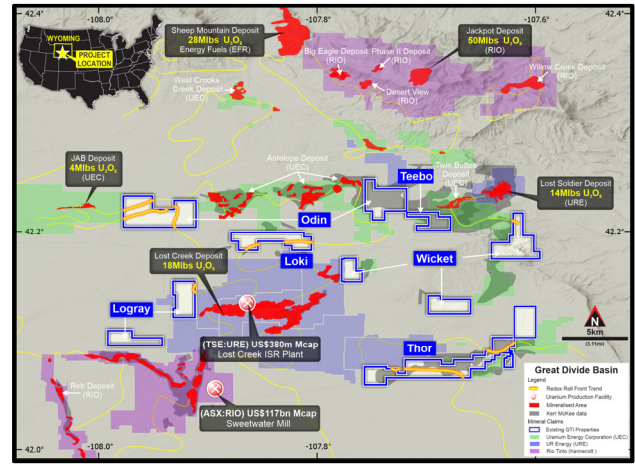 -108.0
-107.8
-107.6
42.4
42.4
WYOMING
PROJECT
LOCATION
Sheep Mountain Deposit
28Mlbs U₃O₈
Energy Fuels (EFR)
Big Eagle Deposit
(RIO)
Phase II Deposit
(RIO)
Jackpot Deposit
50Mlbs U₃O₈
(RIO)
Desert View
(RIO)
Willow Creek Deposit
(RIO)
West Crooks
Creek Deposit
(UEC)
JAB Deposit
4Mlbs U₃O₈
(UEC)
Antelope Deposit
(UEC)
Teebo
Twin Buttes
Deposit
(UEC)
Lost Soldier Deposit
14Mlbs U₃O₈
(URE)
Odin
42.2
42.2
Lost Creek Deposit
18Mlbs U₃O₈
Loki
Wicket
Logray
(TSE:URE) US$380m Mcap
Lost Creek ISR Plant
Thor
N
5km
(3.11mi)
Reb Deposit
(RIO)
(ASX:RIO) US$117bn Mcap
Sweetwater Mill
Great Divide Basin
Legend
Redox Roll Front Trend
Uranium Production Facility
Mineralised Area
Kerr McKee data
Mineral Claims
Existing GTI Properties
Uranium Energy Corporation (UEC)
UR Energy (URE)
Rio Tinto (Kennecott)
42.0
42.0
-108.0
-107.8
-107.6